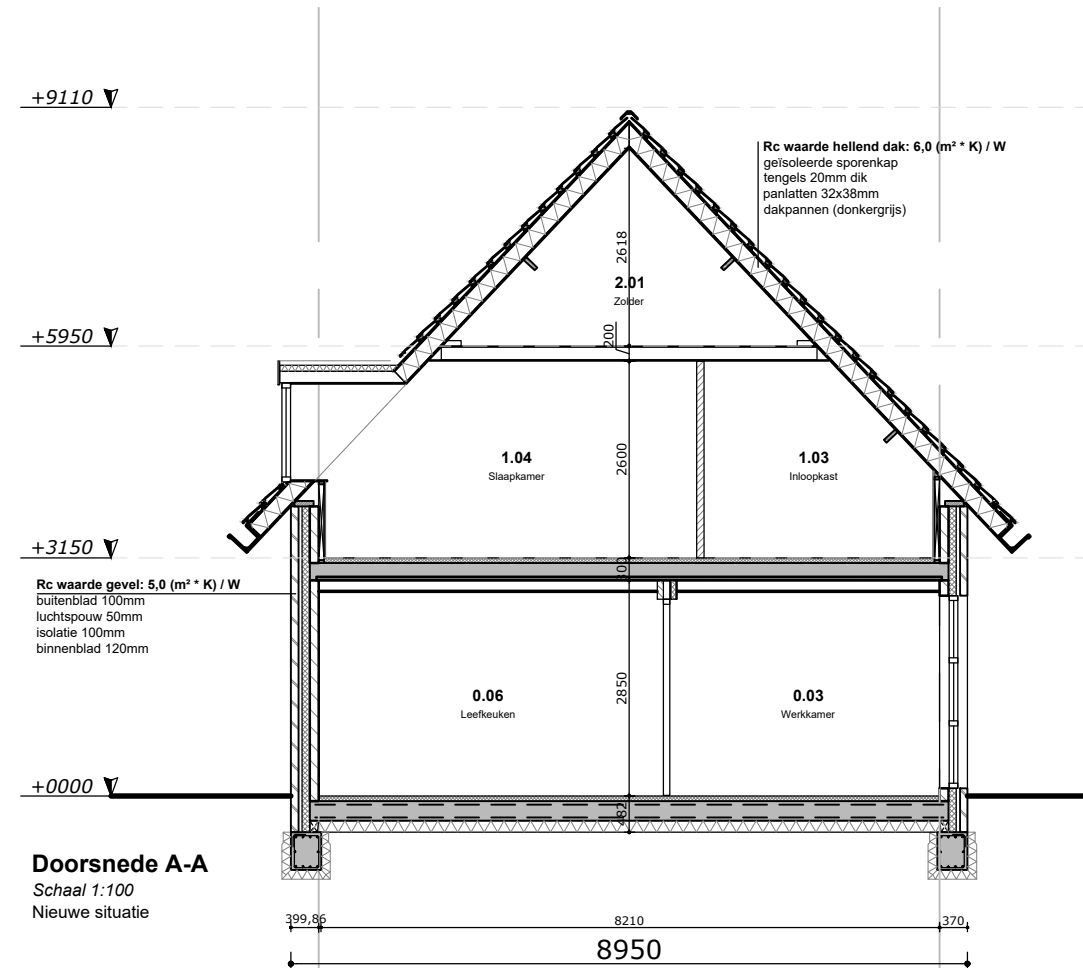 +9110
Rc waarde hellend dak: 6,0 (m² * K) / W
geïsoleerde sporenkap
tengels 20mm dik
panlatten 32x38mm
dakpannen (donkergrijs)
2618
2.01
Zolder
+5950
200
1.04
Slaapkamer
2600
1.03
Inloopkast
+3150
300
Rc waarde gevel: 5,0 (m² * K) / W
buitenblad 100mm
luchtspouw 50mm
isolatie 100mm
binnenblad 120mm
0.06
Leefkeuken
2850
0.03
Werkkamer
+0000
482
Doorsnede A-A
Schaal 1:100
Nieuwe situatie
399,86
8210
370
8950